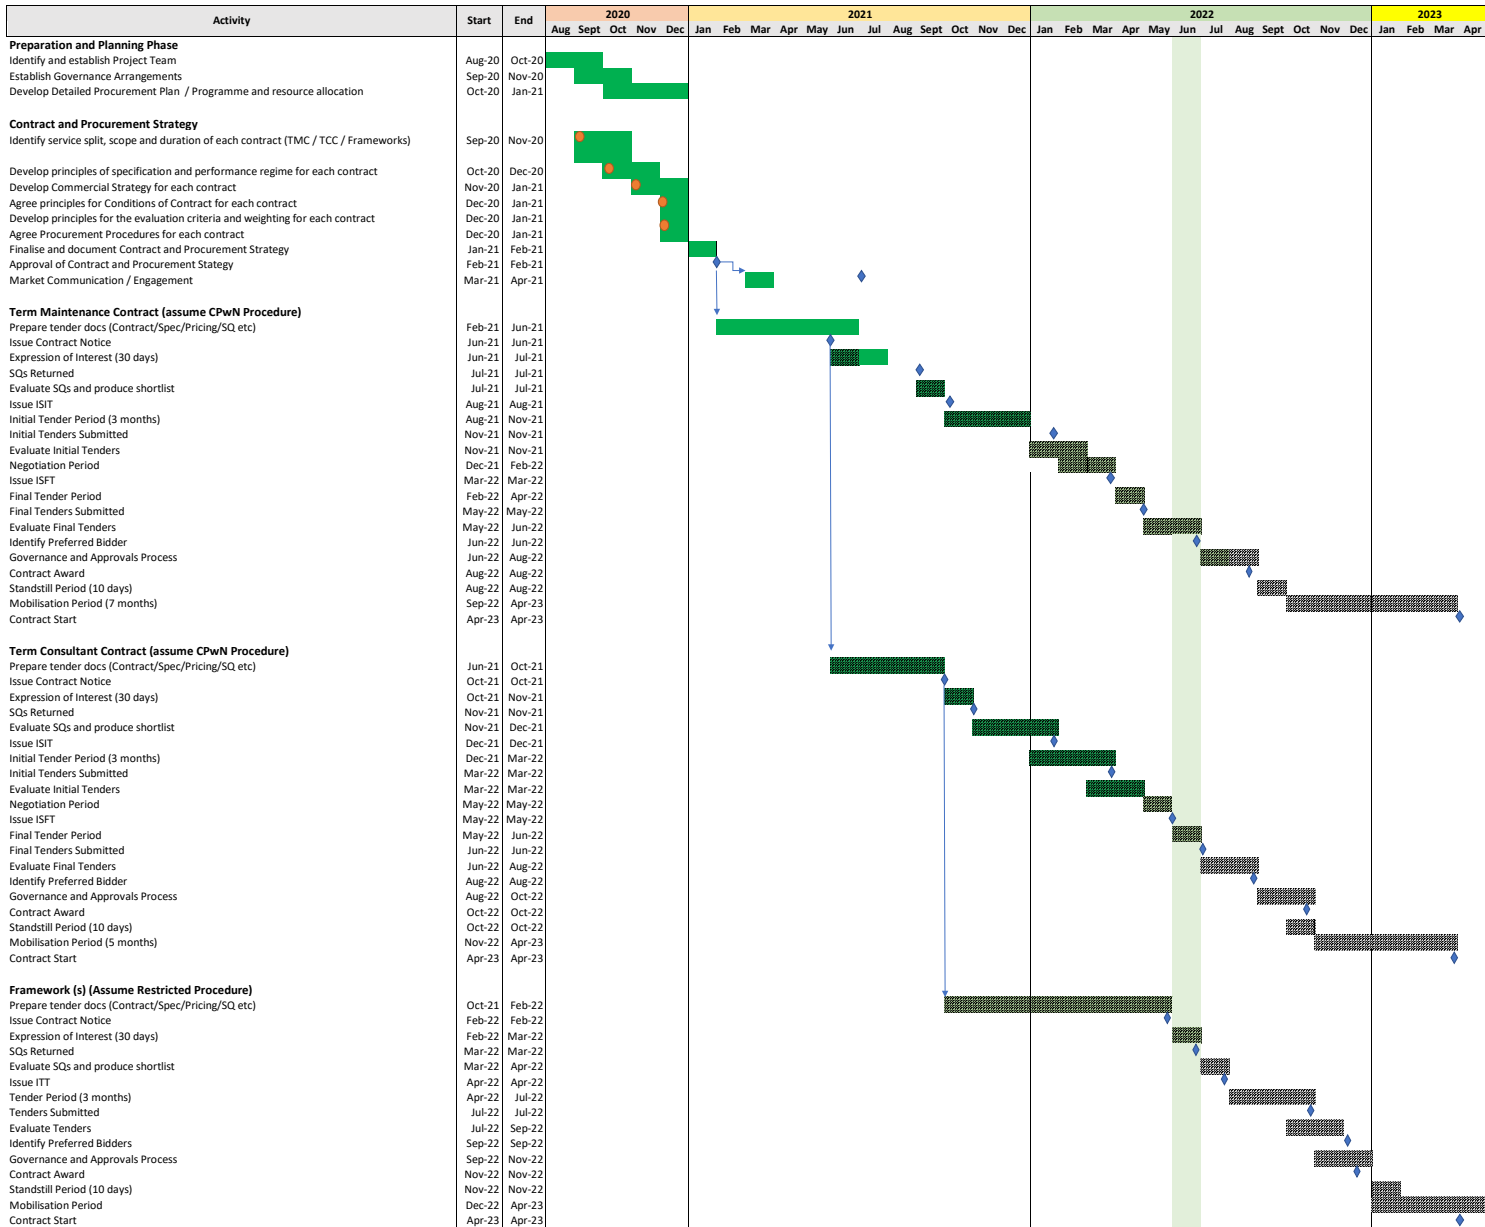 Activity Start End 2020 2021 2022 2023
Aug Sept Oct Nov Dec Jan Feb Mar Apr May Jun Jul Aug Sept Oct Nov Dec Jan Feb Mar Apr May Jun Jul Aug Sept Oct Nov Dec Jan Feb Mar Apr
Preparation and Planning Phase
Identify and establish Project Team Aug-20 Oct-20
Establish Governance Arrangements Sep-20 Nov-20
Develop Detailed Procurement Plan / Programme and resource allocation Oct-20 Jan-21
Contract and Procurement Strategy
Identify service split, scope and duration of each contract (TMC / TCC / Frameworks) Sep-20 Nov-20
Develop principles of specification and performance regime for each contract Oct-20 Dec-20
Develop Commercial Strategy for each contract Nov-20 Jan-21
Agree principles for Conditions of Contract for each contract Dec-20 Jan-21
Develop principles for the evaluation criteria and weighting for each contract Dec-20 Jan-21
Agree Procurement Procedures for each contract Dec-20 Jan-21
Finalise and document Contract and Procurement Strategy Jan-21 Feb-21
Approval of Contract and Procurement Stategy Feb-21 Feb-21
Market Communication / Engagement Mar-21 Apr-21
Term Maintenance Contract (assume CPwN Procedure)
Prepare tender docs (Contract/Spec/Pricing/SQ etc) Feb-21 Jun-21
Issue Contract Notice Jun-21 Jun-21
Expression of Interest (30 days) Jun-21 Jul-21
SQs Returned Jul-21 Jul-21
Evaluate SQs and produce shortlist Jul-21 Jul-21
Issue ISIT Aug-21 Aug-21
Initial Tender Period (3 months) Aug-21 Nov-21
Initial Tenders Submitted Nov-21 Nov-21
Evaluate Initial Tenders Nov-21 Nov-21
Negotiation Period Dec-21 Feb-22
Issue ISFT Mar-22 Mar-22
Final Tender Period Feb-22 Apr-22
Final Tenders Submitted May-22 May-22
Evaluate Final Tenders May-22 Jun-22
Identify Preferred Bidder Jun-22 Jun-22
Governance and Approvals Process Jun-22 Aug-22
Contract Award Aug-22 Aug-22
Standstill Period (10 days) Aug-22 Aug-22
Mobilisation Period (7 months) Sep-22 Apr-23
Contract Start Apr-23 Apr-23
Term Consultant Contract (assume CPwN Procedure)
Prepare tender docs (Contract/Spec/Pricing/SQ etc) Jun-21 Oct-21
Issue Contract Notice Oct-21 Oct-21
Expression of Interest (30 days) Oct-21 Nov-21
SQs Returned Nov-21 Nov-21
Evaluate SQs and produce shortlist Nov-21 Dec-21
Issue ISIT Dec-21 Dec-21
Initial Tender Period (3 months) Dec-21 Mar-22
Initial Tenders Submitted Mar-22 Mar-22
Evaluate Initial Tenders Mar-22 Mar-22
Negotiation Period May-22 May-22
Issue ISFT May-22 May-22
Final Tender Period May-22 Jun-22
Final Tenders Submitted Jun-22 Jun-22
Evaluate Final Tenders Jun-22 Aug-22
Identify Preferred Bidder Aug-22 Aug-22
Governance and Approvals Process Aug-22 Oct-22
Contract Award Oct-22 Oct-22
Standstill Period (10 days) Oct-22 Oct-22
Mobilisation Period (5 months) Nov-22 Apr-23
Contract Start Apr-23 Apr-23
Framework (s) (Assume Restricted Procedure)
Prepare tender docs (Contract/Spec/Pricing/SQ etc) Oct-21 Feb-22
Issue Contract Notice Feb-22 Feb-22
Expression of Interest (30 days) Feb-22 Mar-22
SQs Returned Mar-22 Mar-22
Evaluate SQs and produce shortlist Mar-22 Apr-22
Issue ITT Apr-22 Apr-22
Tender Period (3 months) Apr-22 Jul-22
Tenders Submitted Jul-22 Jul-22
Evaluate Tenders Jul-22 Sep-22
Identify Preferred Bidders Sep-22 Sep-22
Governance and Approvals Process Sep-22 Nov-22
Contract Award Nov-22 Nov-22
Standstill Period (10 days) Nov-22 Nov-22
Mobilisation Period Dec-22 Apr-23
Contract Start Apr-23 Apr-23